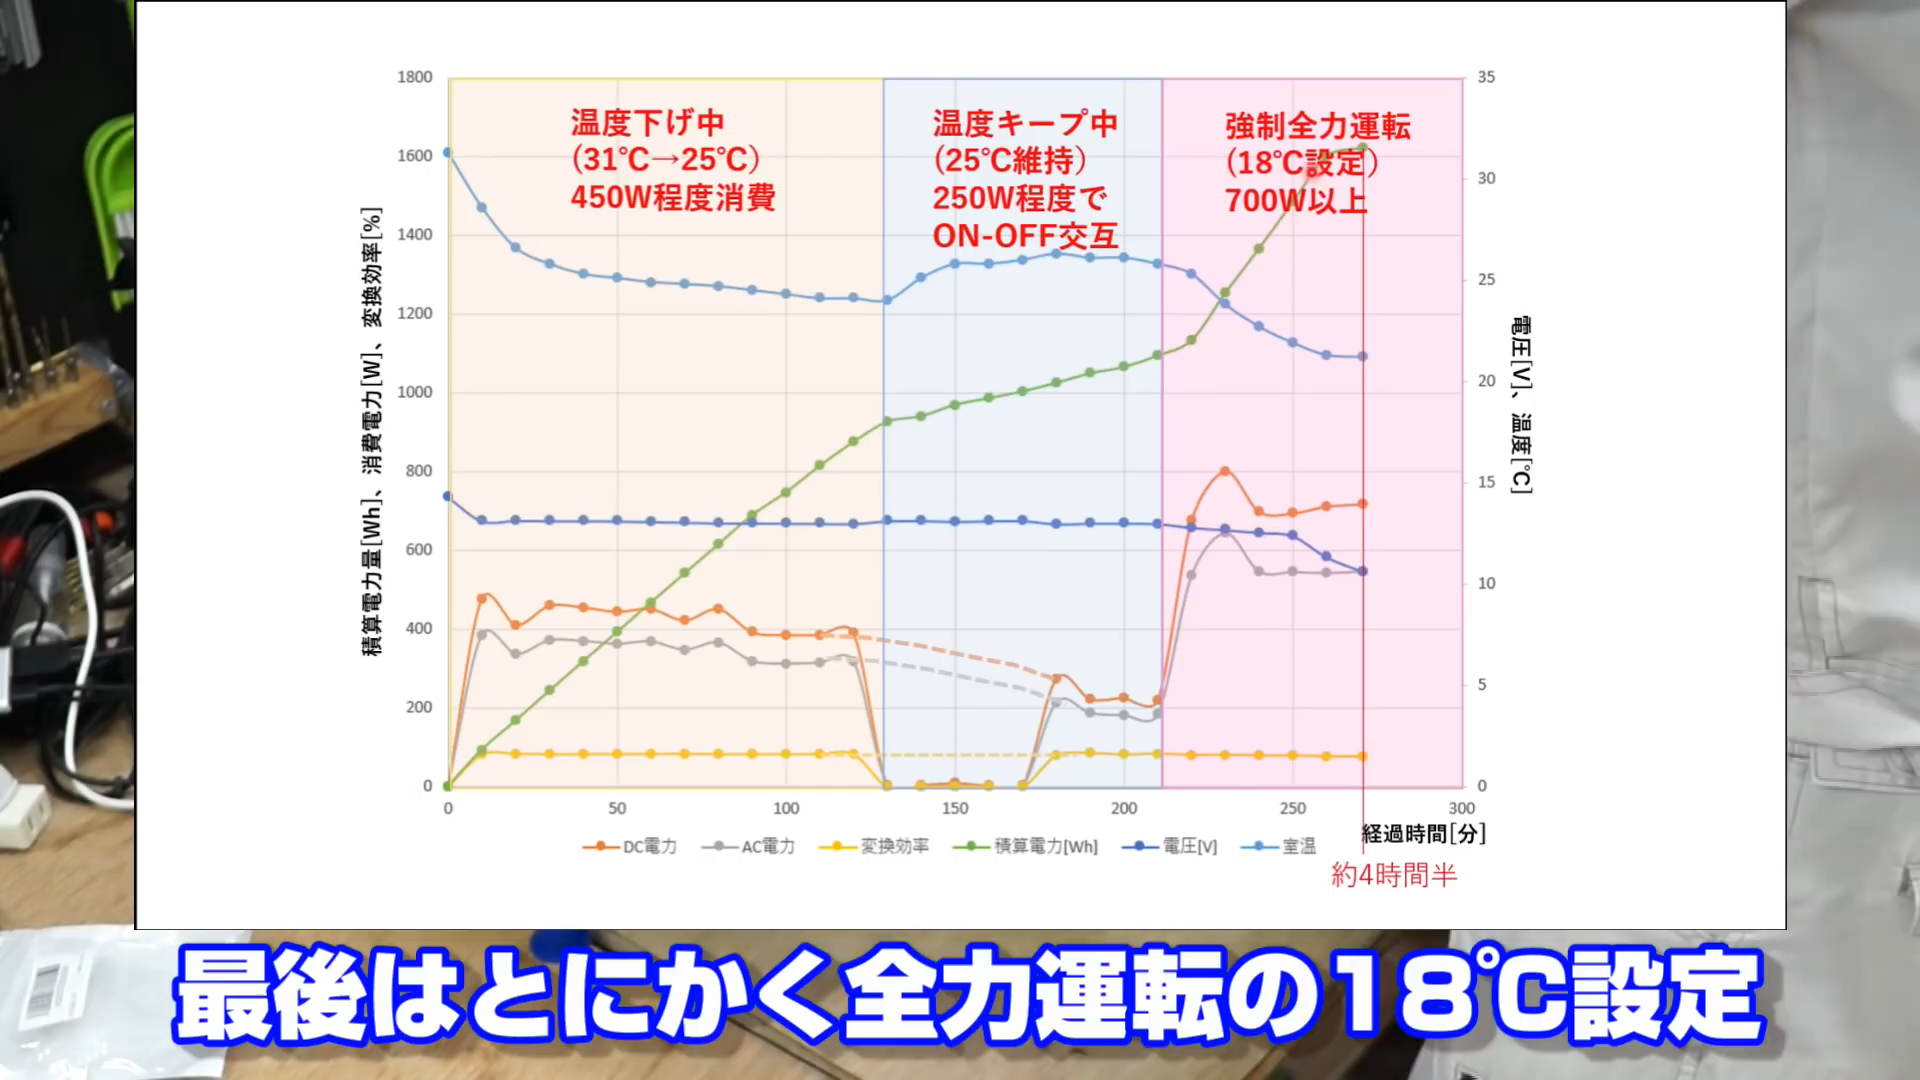 温度下げ中
(31℃→25℃)
450W程度消費
温度キープ中
(25℃維持)
250W程度で
ON-OFF交互
強制全力運転
(18℃設定)
700W以上
積算電力量[Wh]、消費電力[W]、変換効率[%]
1800
1600
1400
1200
1000
800
600
400
200
0
35
30
25
20
15
10
5
0
電圧[V]、温度[℃]
0 50 100 150 200 250 300
経過時間[分]
DC電力 AC電力 変換効率 積算電力[Wh] 電圧[V] 室温
約4時間半
最後はとにかく全力運転の18℃設定